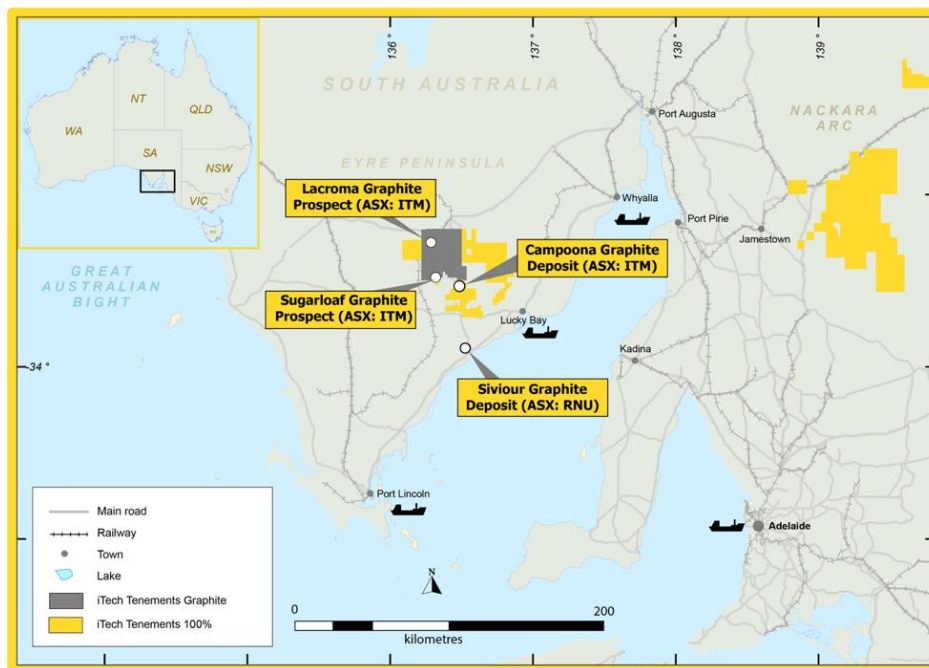 136
137
138
139
NT
QLD
WA
SA
NSW
VIC
SOUTH AUSTRALIA
NACKARA
ARC
Port Augusta
EYRE PENINSULA
Lacroma Graphite
Prospect (ASX: ITM)
Whyalla
Port Pirie
Jamestown
Campoona Graphite
Deposit (ASX: ITM)
GREAT
AUSTRALIAN
BIGHT
Sugarloaf Graphite
Prospect (ASX: ITM)
Lucky Bay
Kadina
-34 °
Siviour Graphite
Deposit (ASX: RNU)
Port Lincoln
Adelaide
Main road
Railway
Town
Lake
iTech Tenements Graphite
iTech Tenements 100%
N
0
200
kilometres